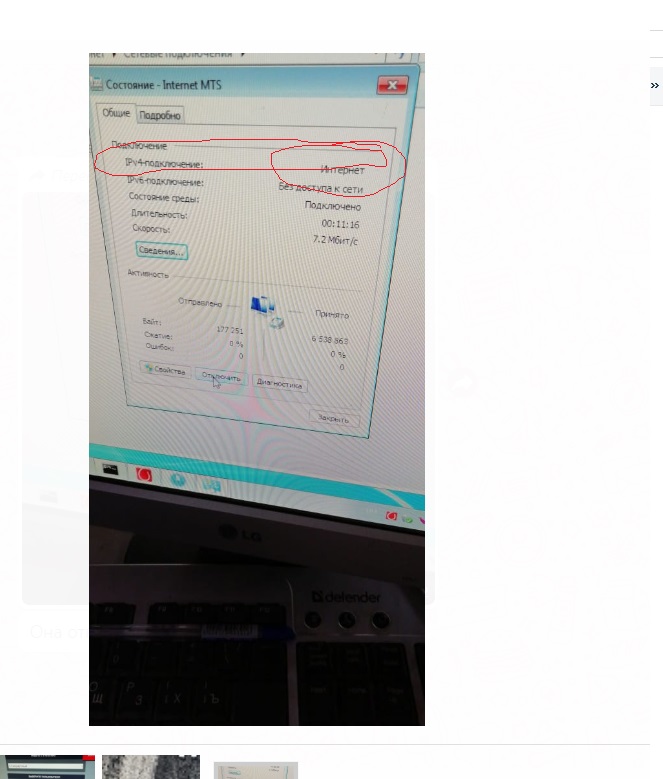 »
Сетевые подключения
Состояние - Internet MTS
Общие Подробно
Подключение
IPv4-подключение: Интернет
IPv6-подключение: Без доступа к сети
Состояние среды: Подключено
Длительность: 00:11:16
Скорость: 7.2 Мбит/с
Сведения...
Активность
Отправлено Принято
Байт: 177 251 6 538 863
Сжатие: 0 % 0 %
Ошибок: 0 0
Свойства Отключить Диагностика
Закрыть
LG
defender
Она от